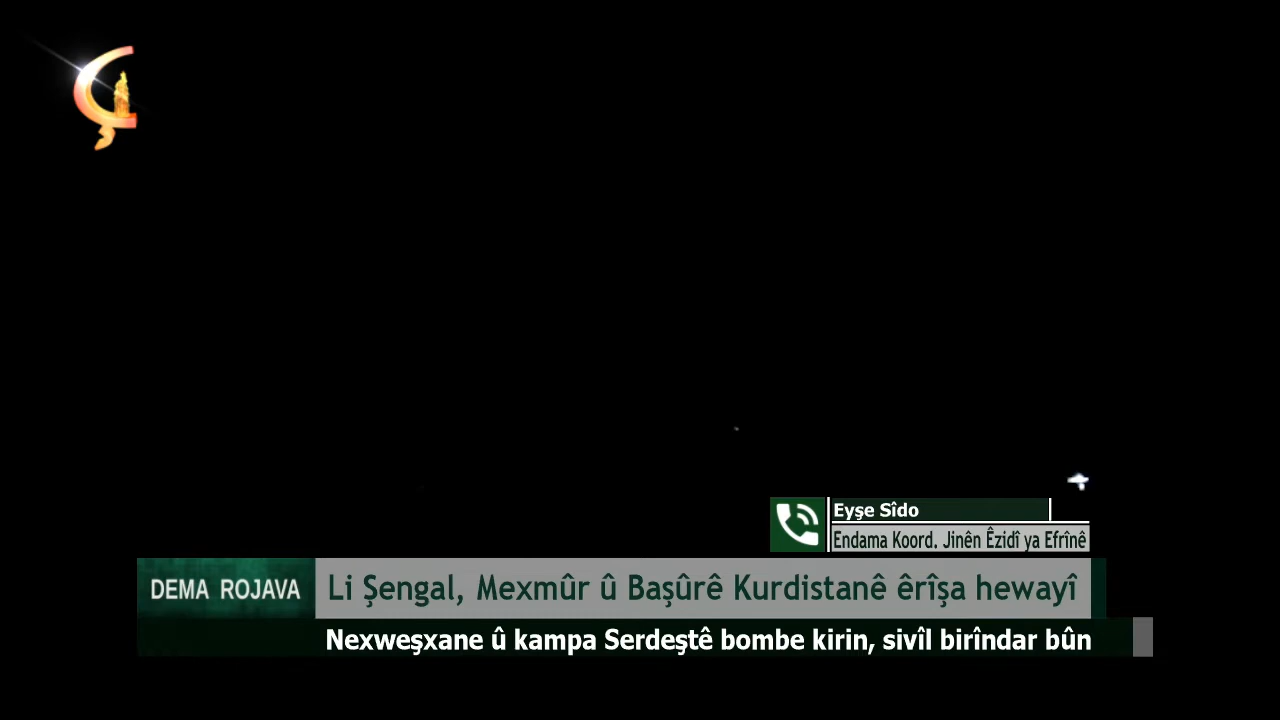 Eyşe Sîdo
Endama Koord. Jinên Êzidî ya Efrînê
DEMA ROJAVA
Li Şengal, Mexmûr û Başûrê Kurdistanê êrîşa hewayî
Nexweşxane û kampa Serdeştê bombe kirin, sivîl birîndar bûn